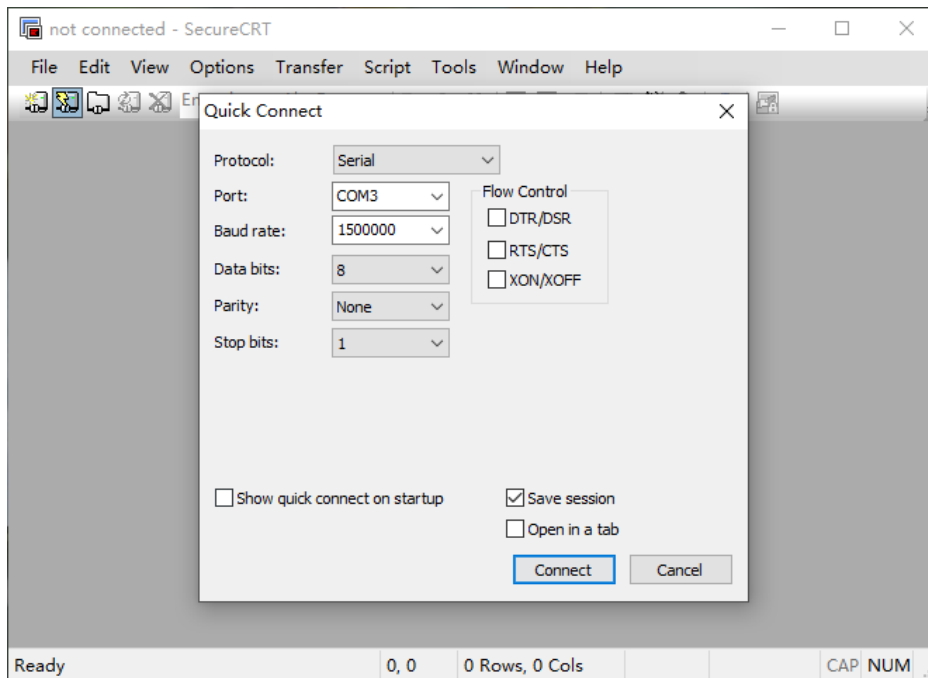 not connected - SecureCRT
File Edit View Options Transfer Script Tools Window Help
Quick Connect
Protocol: Serial
Port: COM3
Flow Control
DTR/DSR
Baud rate: 1500000
RTS/CTS
Data bits: 8
XON/XOFF
Parity: None
Stop bits: 1
Show quick connect on startup
Save session
Open in a tab
Connect Cancel
Ready 0, 0 0 Rows, 0 Cols CAP NUM